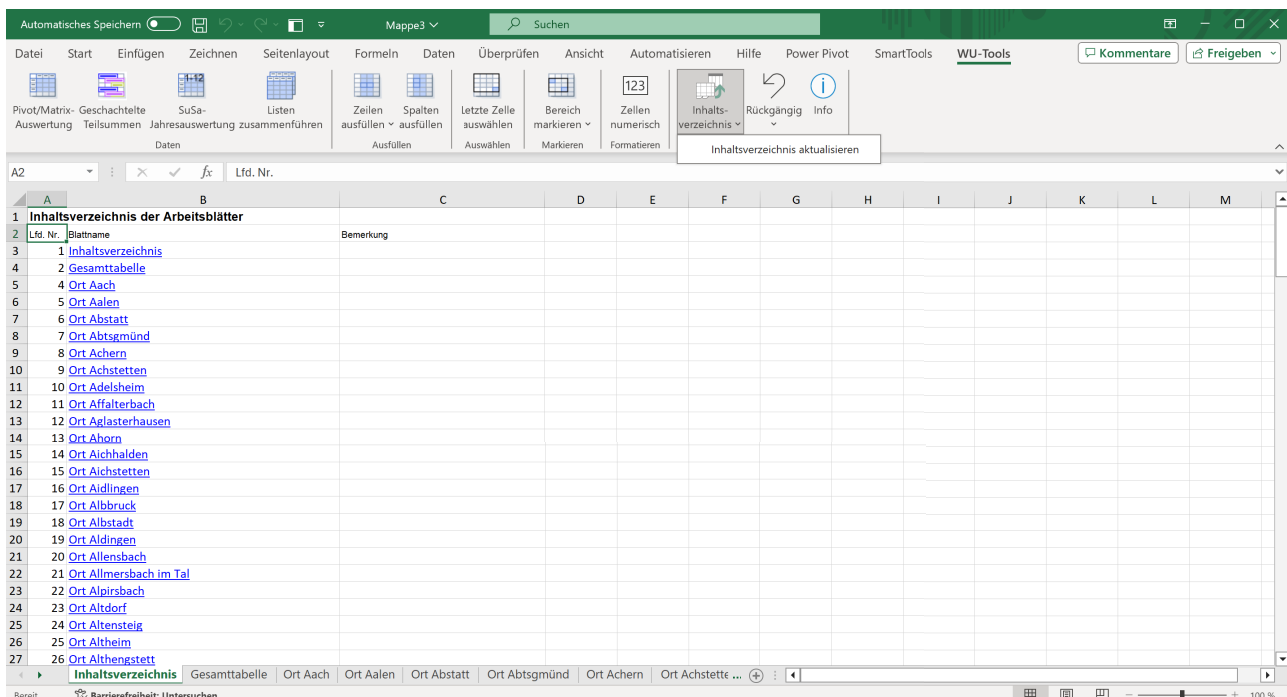 Automatisches Speichern Mappe3 Suchen
Datei Start Einfügen Zeichnen Seitenlayout Formeln Daten Überprüfen Ansicht Automatisieren Hilfe Power Pivot SmartTools WU-Tools Kommentare Freigeben
1-12 123
Pivot/Matrix- Geschachtelte SuSa- Listen Zeilen Spalten Letzte Zelle Bereich Zellen Inhalts- Rückgängig Info
Auswertung Teilsummen Jahresauswertung zusammenführen ausfüllen ausfüllen auswählen markieren numerisch verzeichnis
Daten Ausfüllen Auswählen Markieren Formatieren
Inhaltsverzeichnis aktualisieren
A2 fx Lfd. Nr.
A B C D E F G H I J K L M
1 Inhaltsverzeichnis der Arbeitsblätter
2 Lfd. Nr. Blattname Bemerkung
3 1 Inhaltsverzeichnis
4 2 Gesamttabelle
5 4 Ort Aach
6 5 Ort Aalen
7 6 Ort Abstatt
8 7 Ort Abtsgmünd
9 8 Ort Achern
10 9 Ort Achstetten
11 10 Ort Adelsheim
12 11 Ort Affalterbach
13 12 Ort Aglasterhausen
14 13 Ort Ahorn
15 14 Ort Aichhalden
16 15 Ort Aichstetten
17 16 Ort Aidlingen
18 17 Ort Albbruck
19 18 Ort Albstadt
20 19 Ort Aldingen
21 20 Ort Allensbach
22 21 Ort Allmersbach im Tal
23 22 Ort Alpirsbach
24 23 Ort Altdorf
25 24 Ort Altensteig
26 25 Ort Altheim
27 26 Ort Althengstett
Inhaltsverzeichnis Gesamttabelle Ort Aach Ort Aalen Ort Abstatt Ort Abtsgmünd Ort Achern Ort Achstette ...
Bereit Barrierefreiheit: Untersuchen 100 %